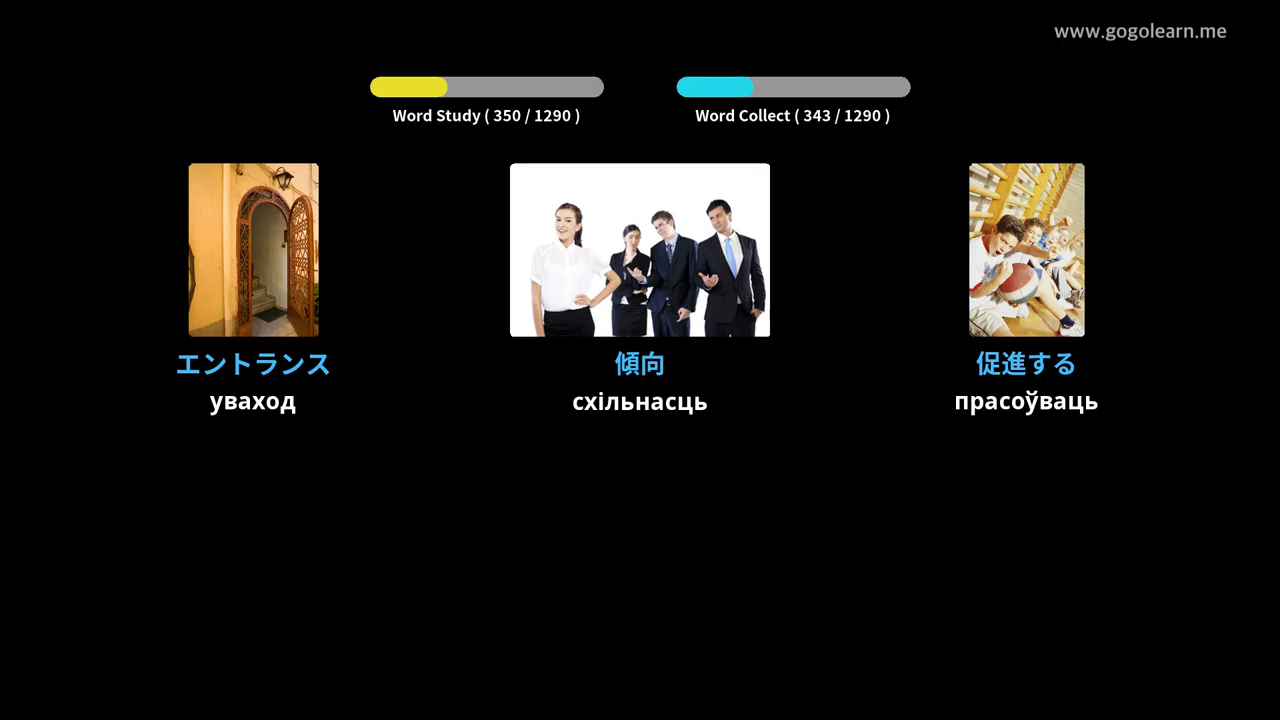 www.gogolearn.me
Word Study ( 350 / 1290 )
Word Collect ( 343 / 1290 )
エントランス
傾向
促進する
уваход
схільнасць
прасоўваць